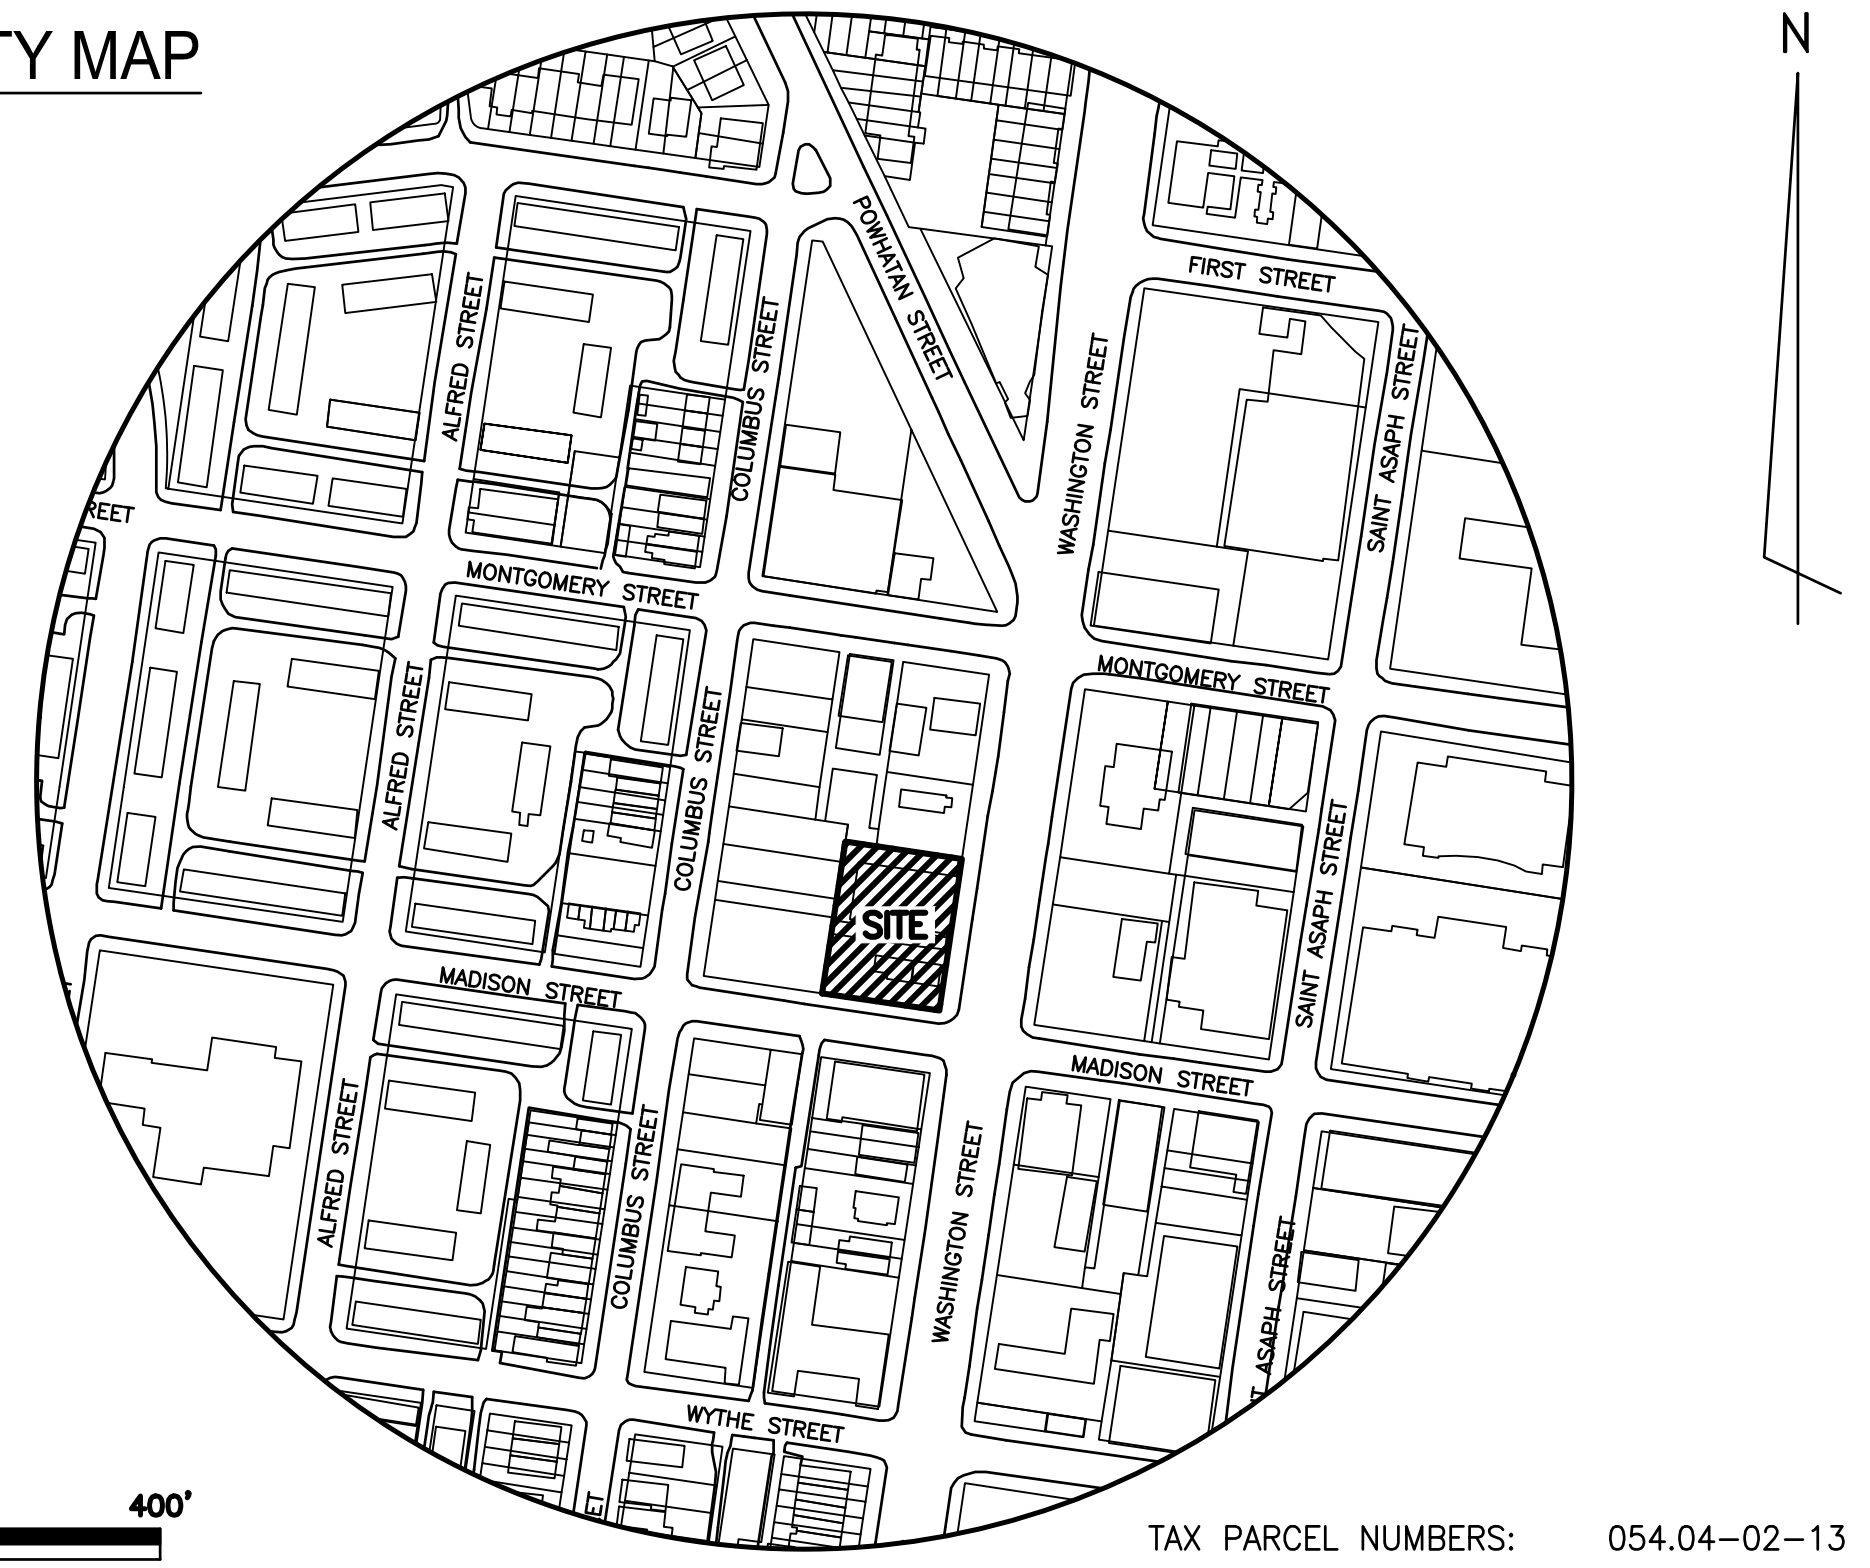 TY MAP
N
POWHATAN STREET
FIRST STREET
ALFRED STREET
COLUMBUS STREET
WASHINGTON STREET
SAINT ASAPH STREET
REET
MONTGOMERY STREET
MONTGOMERY STREET
ALFRED STREET
COLUMBUS STREET
SAINT ASAPH STREET
SITE
MADISON STREET
MADISON STREET
ALFRED STREET
COLUMBUS STREET
WASHINGTON STREET
T ASAPH STREET
WYTHE STREET
ET
400'
TAX PARCEL NUMBERS: 054.04-02-13